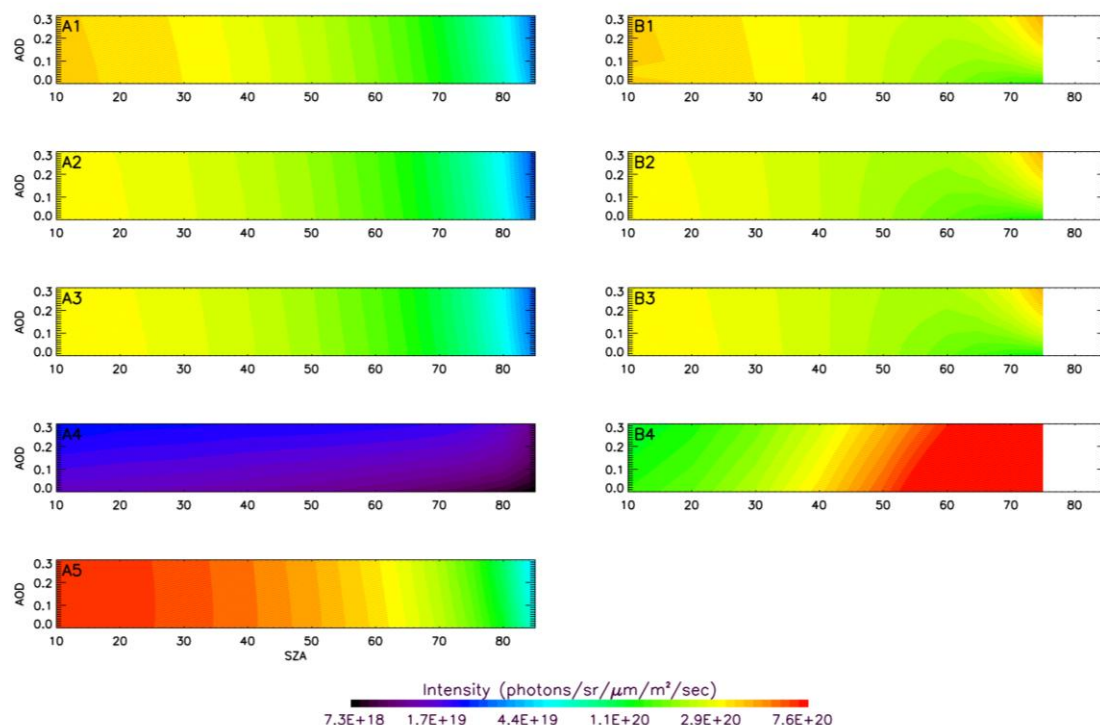 A1 B1
AOD 0.3 0.2 0.1 0.0 0.3 0.2 0.1 0.0
10 20 30 40 50 60 70 80 10 20 30 40 50 60 70 80
A2 B2
AOD 0.3 0.2 0.1 0.0 0.3 0.2 0.1 0.0
10 20 30 40 50 60 70 80 10 20 30 40 50 60 70 80
A3 B3
AOD 0.3 0.2 0.1 0.0 0.3 0.2 0.1 0.0
10 20 30 40 50 60 70 80 10 20 30 40 50 60 70 80
A4 B4
AOD 0.3 0.2 0.1 0.0 0.3 0.2 0.1 0.0
10 20 30 40 50 60 70 80 10 20 30 40 50 60 70 80
A5
AOD 0.3 0.2 0.1 0.0
10 20 30 40 50 60 70 80
SZA
Intensity (photons/sr/μm/m²/sec)
7.3E+18 1.7E+19 4.4E+19 1.1E+20 2.9E+20 7.6E+20